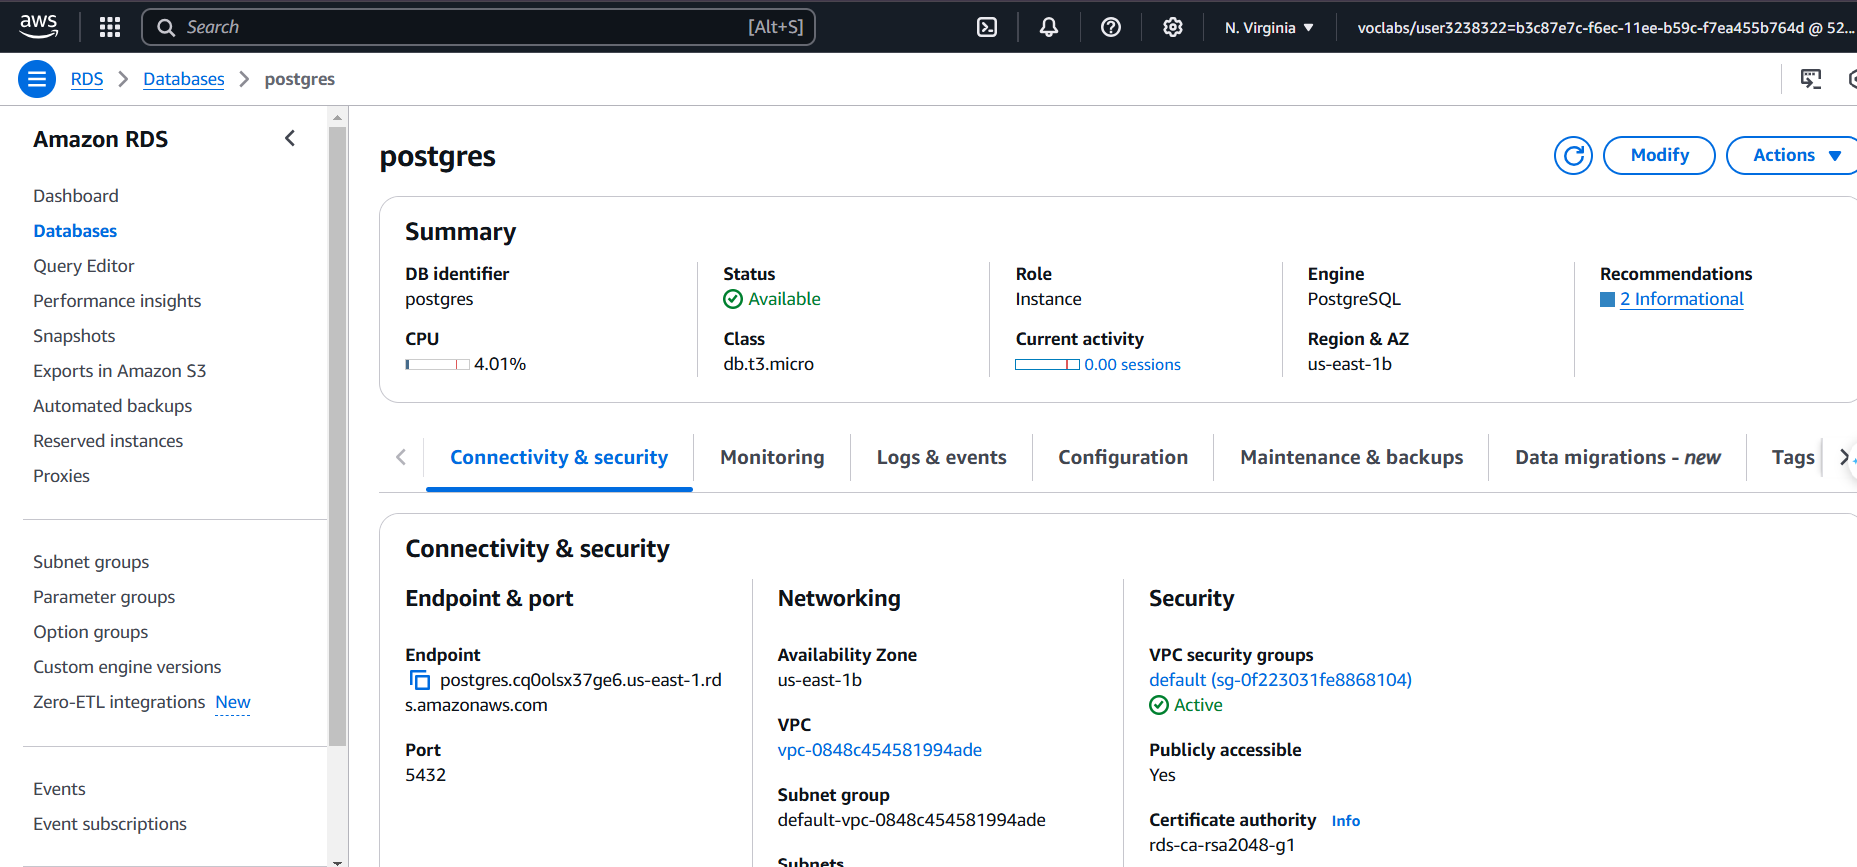 aws
Search [Alt+S]
N. Virginia
voclabs/user3238322=b3c87e7c-f6ec-11ee-b59c-f7ea455b764d @ 52...
RDS Databases postgres
Amazon RDS
Dashboard
Databases
Query Editor
Performance insights
Snapshots
Exports in Amazon S3
Automated backups
Reserved instances
Proxies
Subnet groups
Parameter groups
Option groups
Custom engine versions
Zero-ETL integrations New
Events
Event subscriptions
postgres
Modify
Actions
Summary
DB identifier
postgres
CPU
4.01%
Status
Available
Class
db.t3.micro
Role
Instance
Current activity
0.00 sessions
Engine
PostgreSQL
Region & AZ
us-east-1b
Recommendations
2 Informational
Connectivity & security
Monitoring
Logs & events
Configuration
Maintenance & backups
Data migrations - new
Tags
Connectivity & security
Endpoint & port
Endpoint
postgres.cq0olsx37ge6.us-east-1.rd
s.amazonaws.com
Port
5432
Networking
Availability Zone
us-east-1b
VPC
vpc-0848c454581994ade
Subnet group
default-vpc-0848c454581994ade
Subnets
Security
VPC security groups
default (sg-0f223031fe8868104)
Active
Publicly accessible
Yes
Certificate authority Info
rds-ca-rsa2048-g1